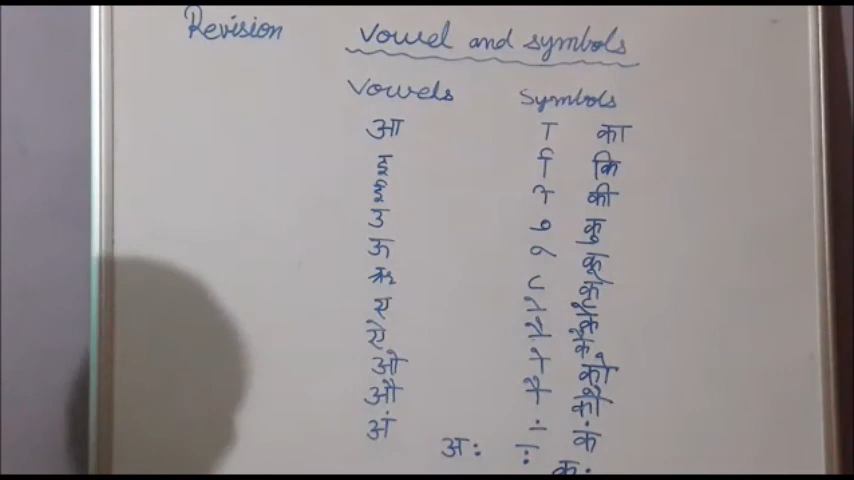 Revision Vowel and symbols
Vowels Symbols
आ ा का
इ ि कि
ई ी की
उ ु कु
ऊ ू कू
ऋ ृ कृ
ए े के
ऐ ै कै
ओ ो को
औ ौ कौ
अं ं कं
अः ः कः